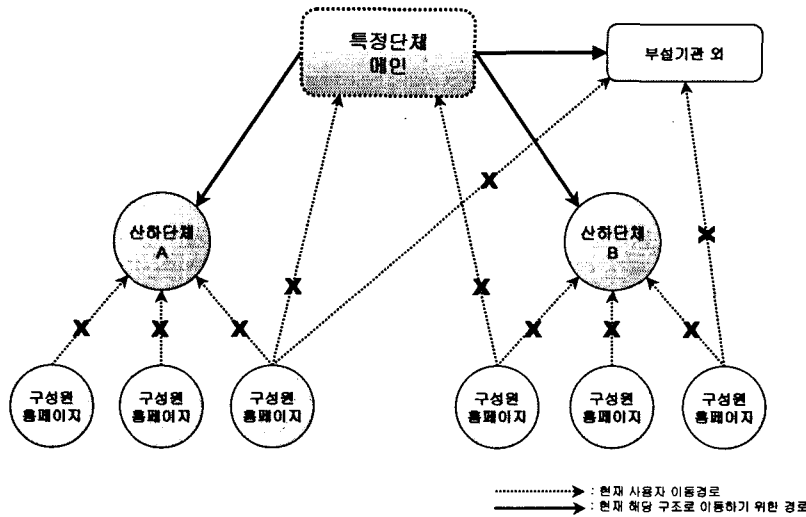 특정단체
메인
부설기관 외
산하단체
A
산하단체
B
X
X
X
X
X
X
X
X
X
X
구성원
홈페이지
구성원
홈페이지
구성원
홈페이지
구성원
홈페이지
구성원
홈페이지
구성원
홈페이지
: 현재 사용자 이동경로
: 현재 해당 구조로 이동하기 위한 경로